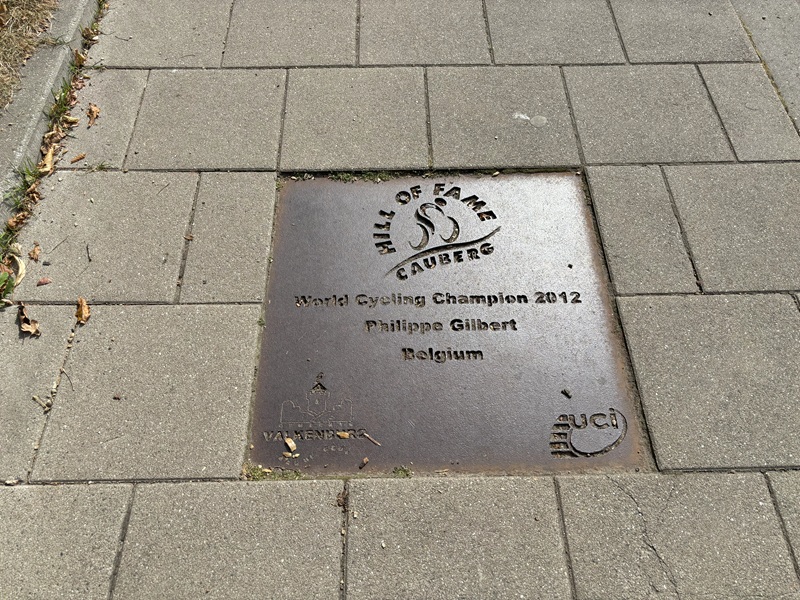 HILL OF FAME
CAUBERG
World Cycling Champion 2012
Philippe Gilbert
Belgium
VALKENBURG
uci